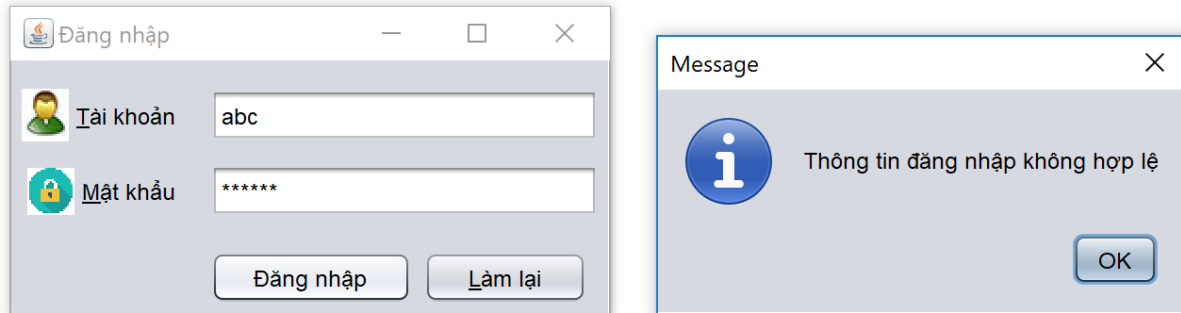 Đăng nhập
Tài khoản
abc
Mật khẩu
******
Đăng nhập
Làm lại
Message
Thông tin đăng nhập không hợp lệ
OK